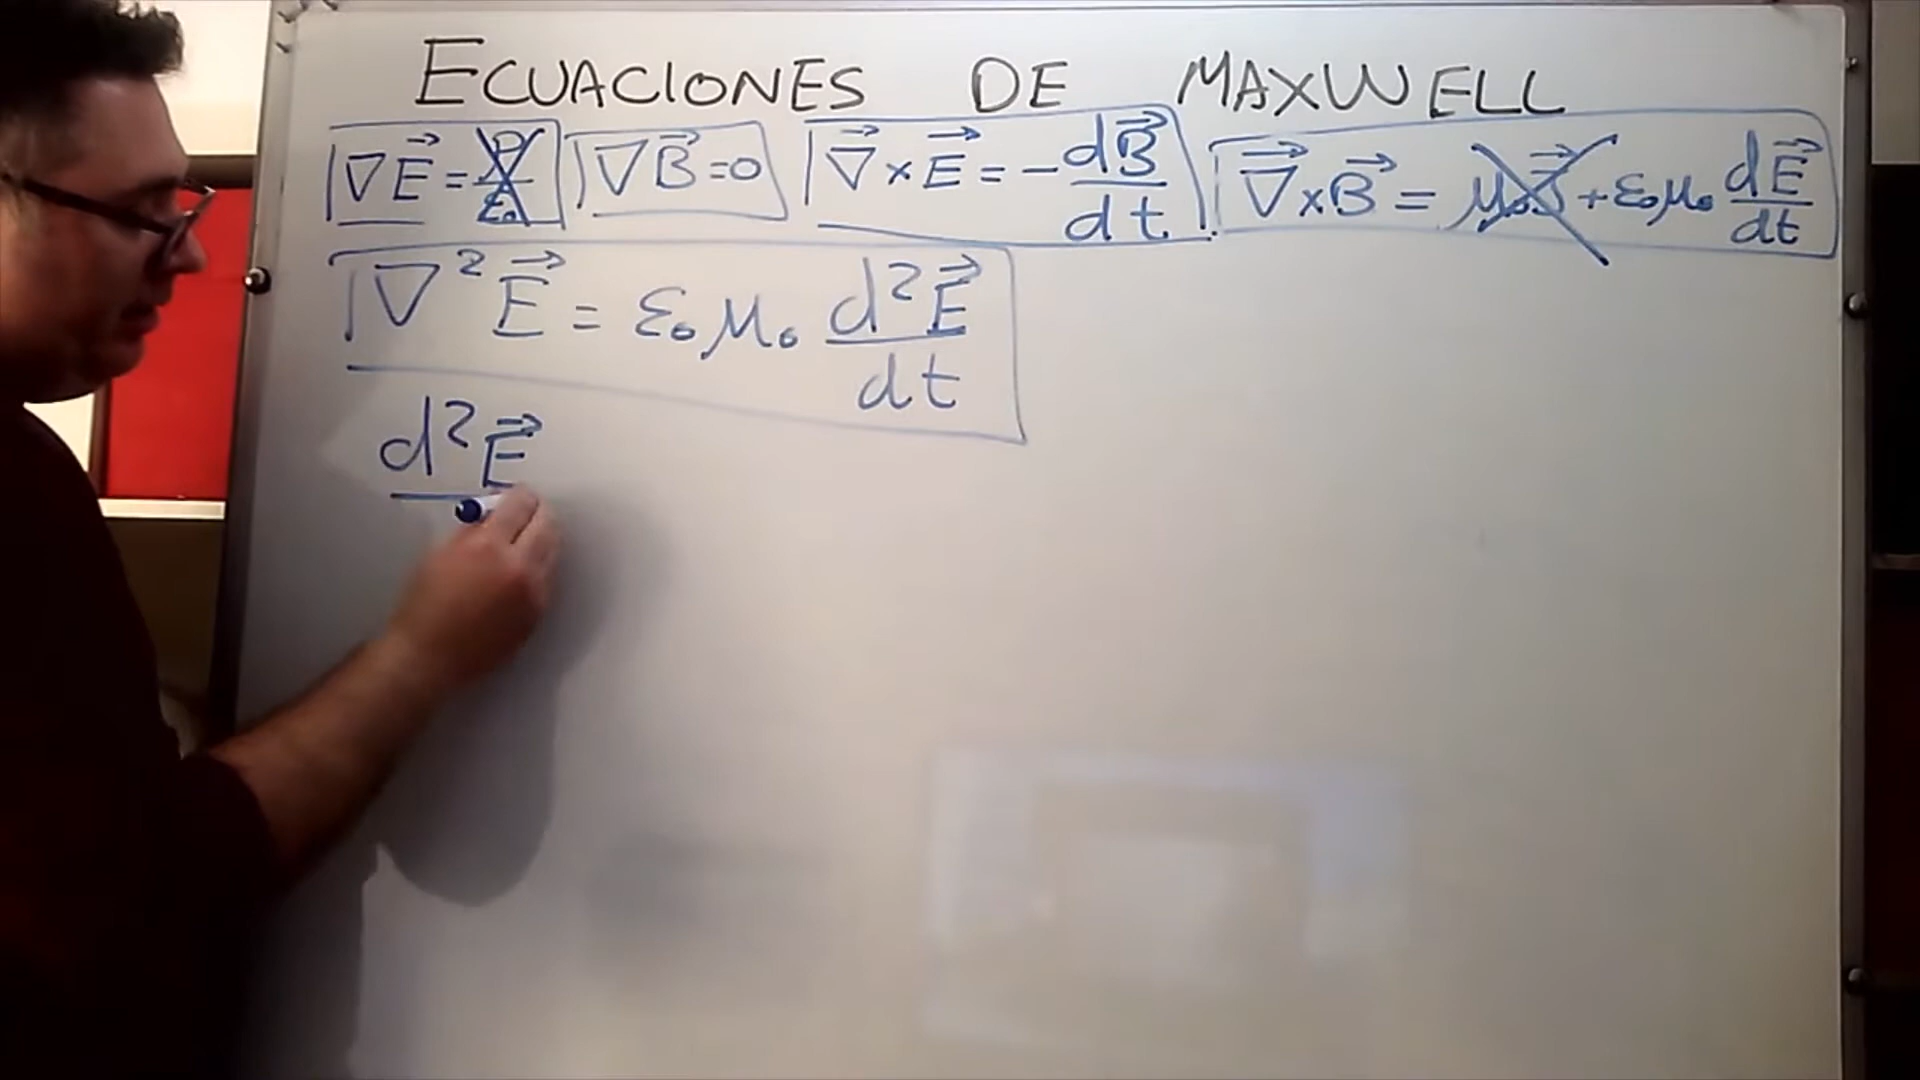 ECUACIONES DE MAXWELL
∇E⃗ = ρ/ε₀ ∇B⃗ = 0 ∇⃗×E⃗ = -dB⃗/dt ∇⃗×B⃗ = μ₀J⃗ + ε₀μ₀ dE⃗/dt
∇²E⃗ = ε₀μ₀ d²E⃗/dt
d²E⃗